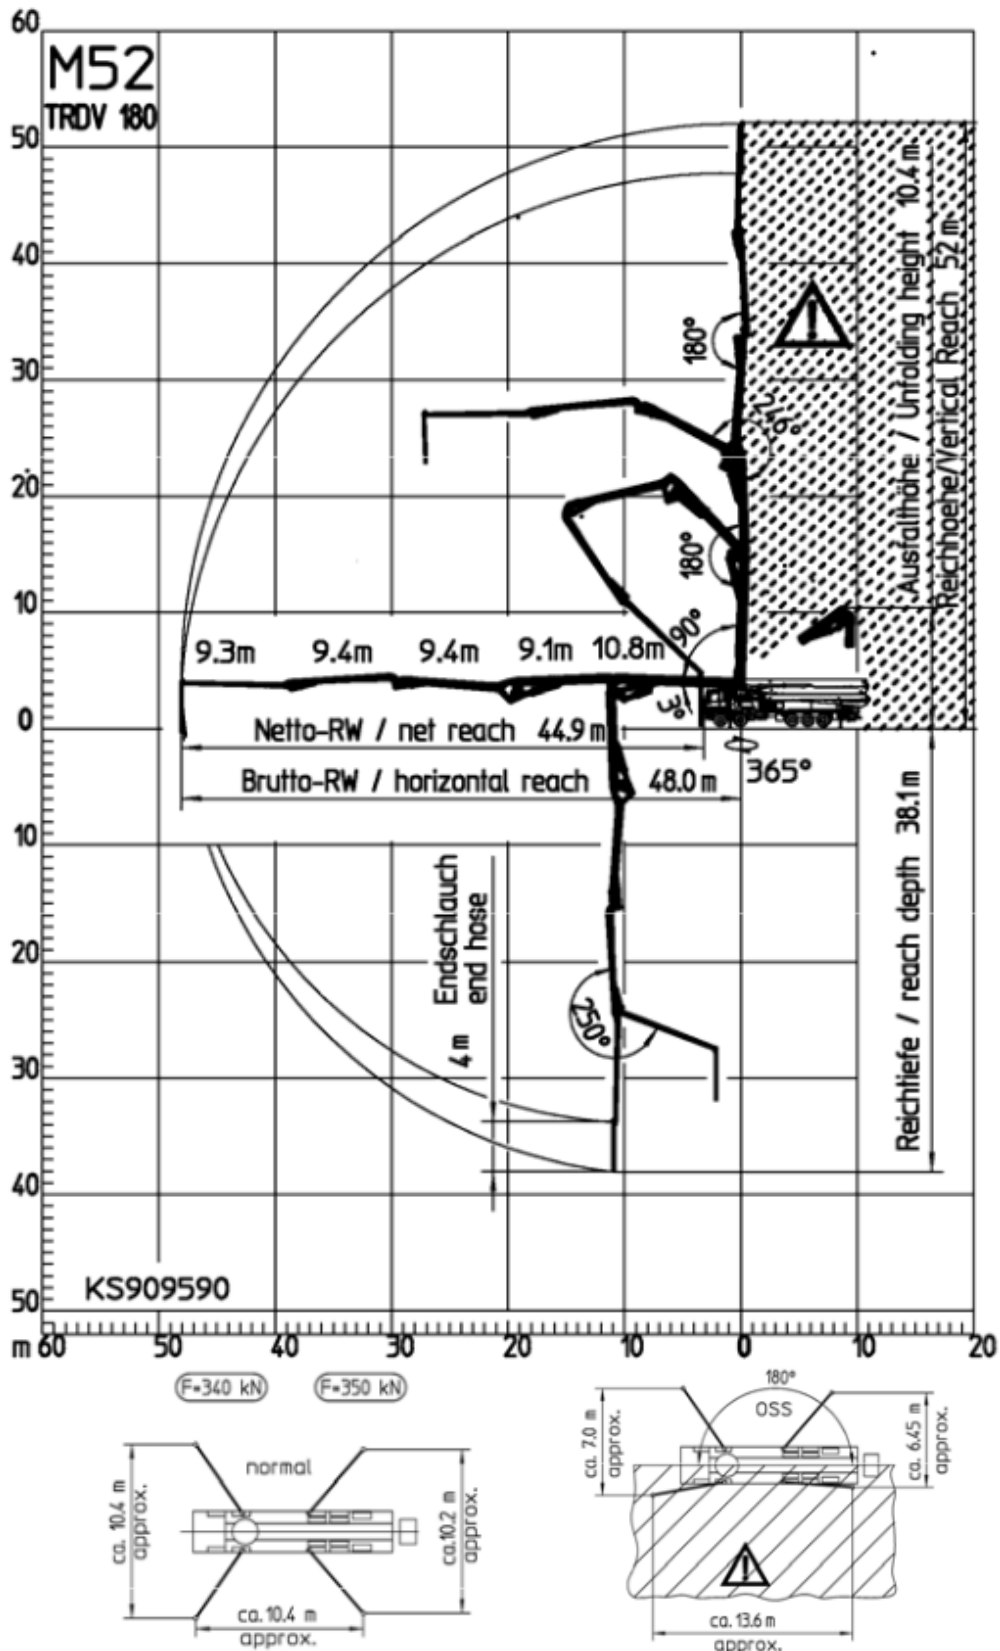 60
M52
TRDV 180
50
40
30
20
10
0
10
20
30
40
50
Ausfalthöhe / Unfolding height 10.4 m
Reichhoehe/Vertical Reach 52 m
180°
216°
180°
90°
3°
9.3m 9.4m 9.4m 9.1m 10.8m
Netto-RW / net reach 44.9 m
Brutto-RW / horizontal reach 48.0 m
365°
Reichtiefe / reach depth 38.1m
Endschlauch
end hose
4 m
250°
KS909590
m 60 50 40 30 20 10 0 10 20
F=340 kN F=350 kN
normal
ca. 10.4 m
approx.
ca.10.2 m
approx.
ca. 10.4 m
approx.
180°
OSS
ca. 7.0 m
approx.
ca. 6.45 m
approx.
ca. 13.6 m
approx.